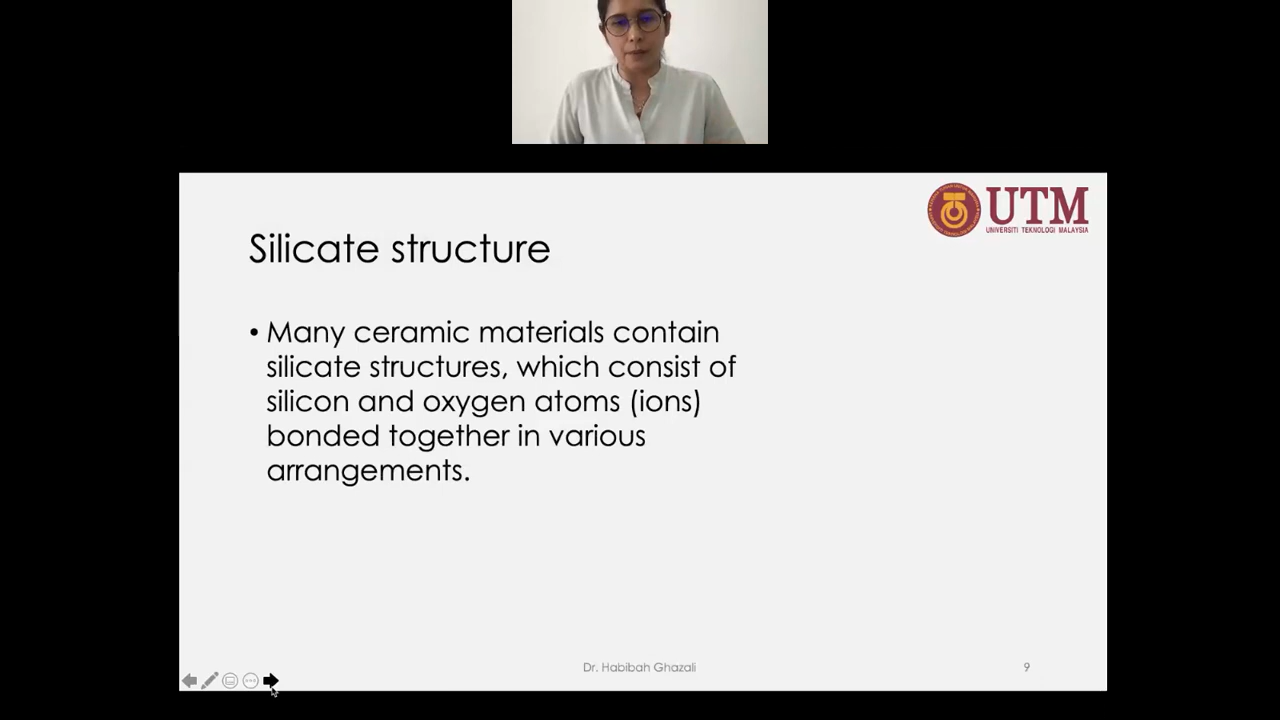 UTM
UNIVERSITI TEKNOLOGI MALAYSIA
Silicate structure
• Many ceramic materials contain
silicate structures, which consist of
silicon and oxygen atoms (ions)
bonded together in various
arrangements.
Dr. Habibah Ghazali
9